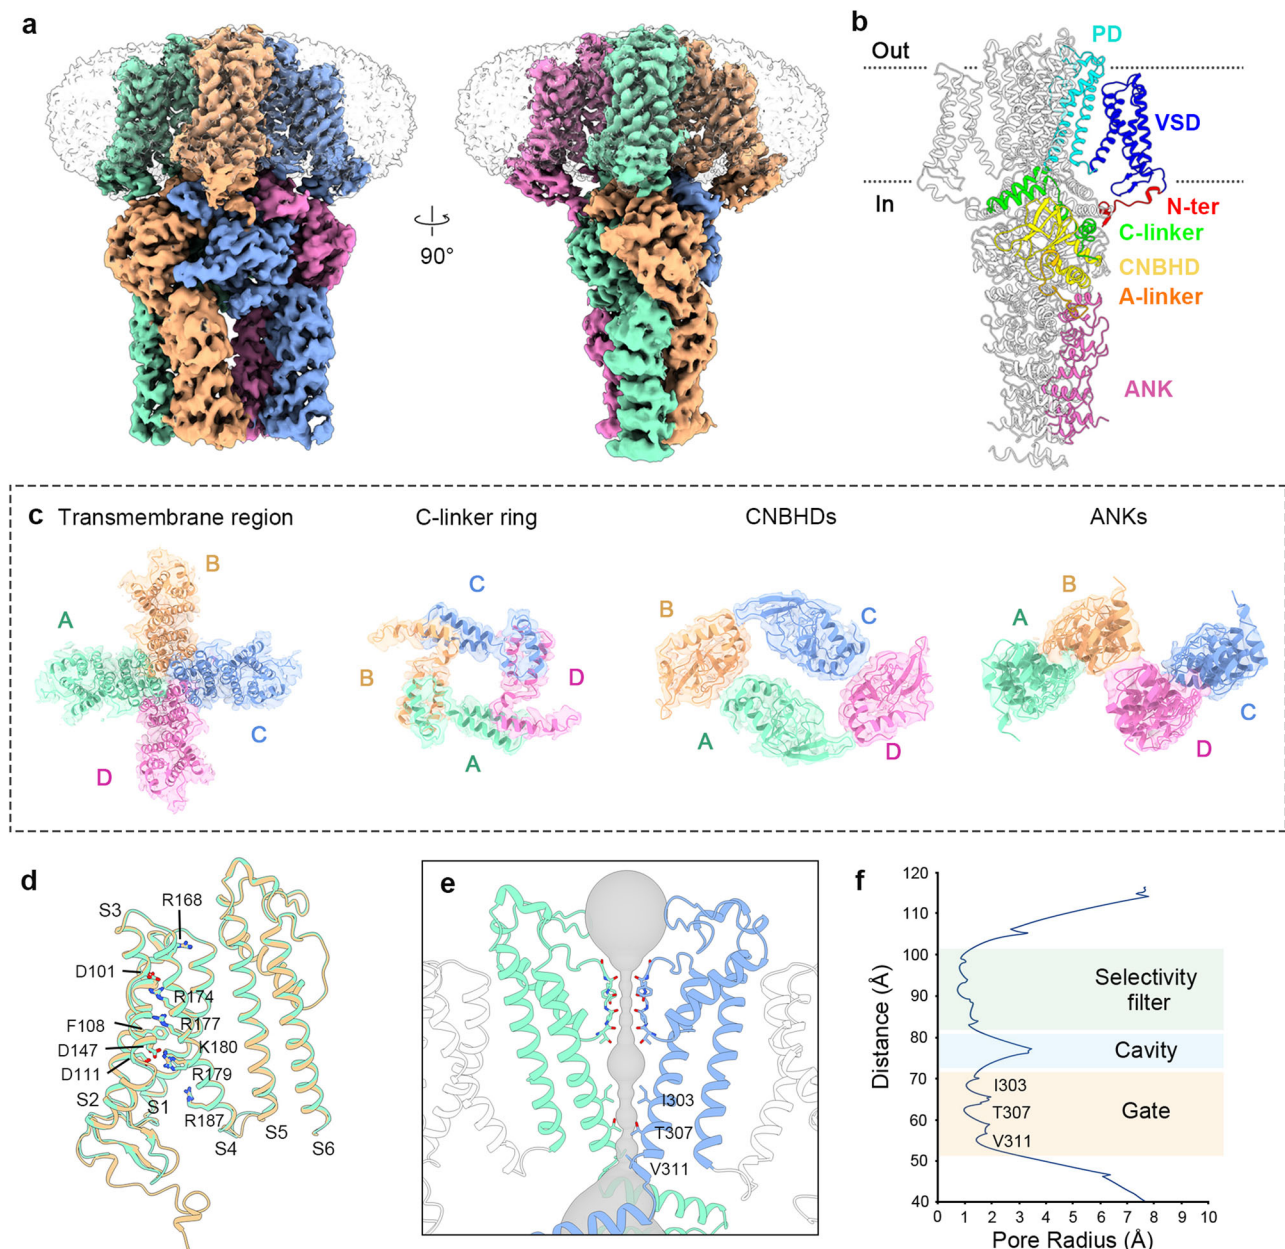 a
90°
b
PD
Out
VSD
In
N-ter
C-linker
CNBHD
A-linker
ANK
c
Transmembrane region
C-linker ring
CNBHDs
ANKs
B
A
C
D
C
B
D
A
B
C
A
D
B
A
C
D
d
R168
S3
D101
R174
F108
R177
D147
K180
D111
R179
S2
S1
R187
S4
S5
S6
e
I303
T307
V311
f
120
110
100
90
80
70
60
50
40
Distance (Å)
Selectivity
filter
Cavity
I303
T307
Gate
V311
0 1 2 3 4 5 6 7 8 9 10
Pore Radius (Å)